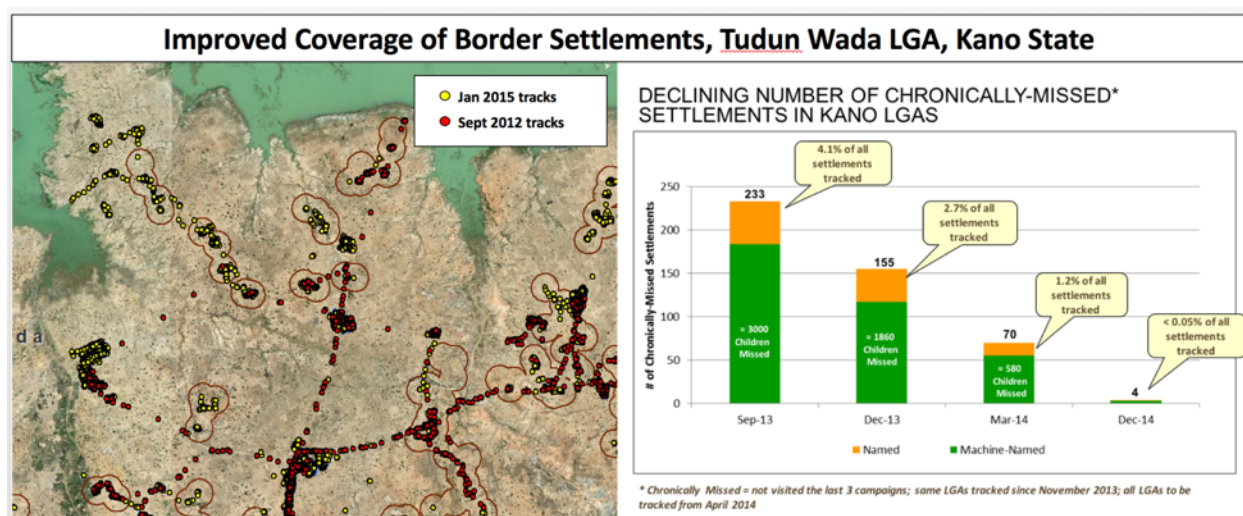 Improved Coverage of Border Settlements, Tudun Wada LGA, Kano State
Jan 2015 tracks
Sept 2012 tracks
d a
DECLINING NUMBER OF CHRONICALLY-MISSED*
SETTLEMENTS IN KANO LGAS
# of Chronically-Missed Settlements
250
200
150
100
50
0
233
155
70
4
4.1% of all
settlements
tracked
2.7% of all
settlements
tracked
1.2% of all
settlements
tracked
< 0.05% of all
settlements
tracked
≈ 3000
Children
Missed
≈ 1860
Children
Missed
≈ 580
Children
Missed
Sep-13
Dec-13
Mar-14
Dec-14
Named
Machine-Named
* Chronically Missed = not visited the last 3 campaigns; same LGAs tracked since November 2013; all LGAs to be
tracked from April 2014